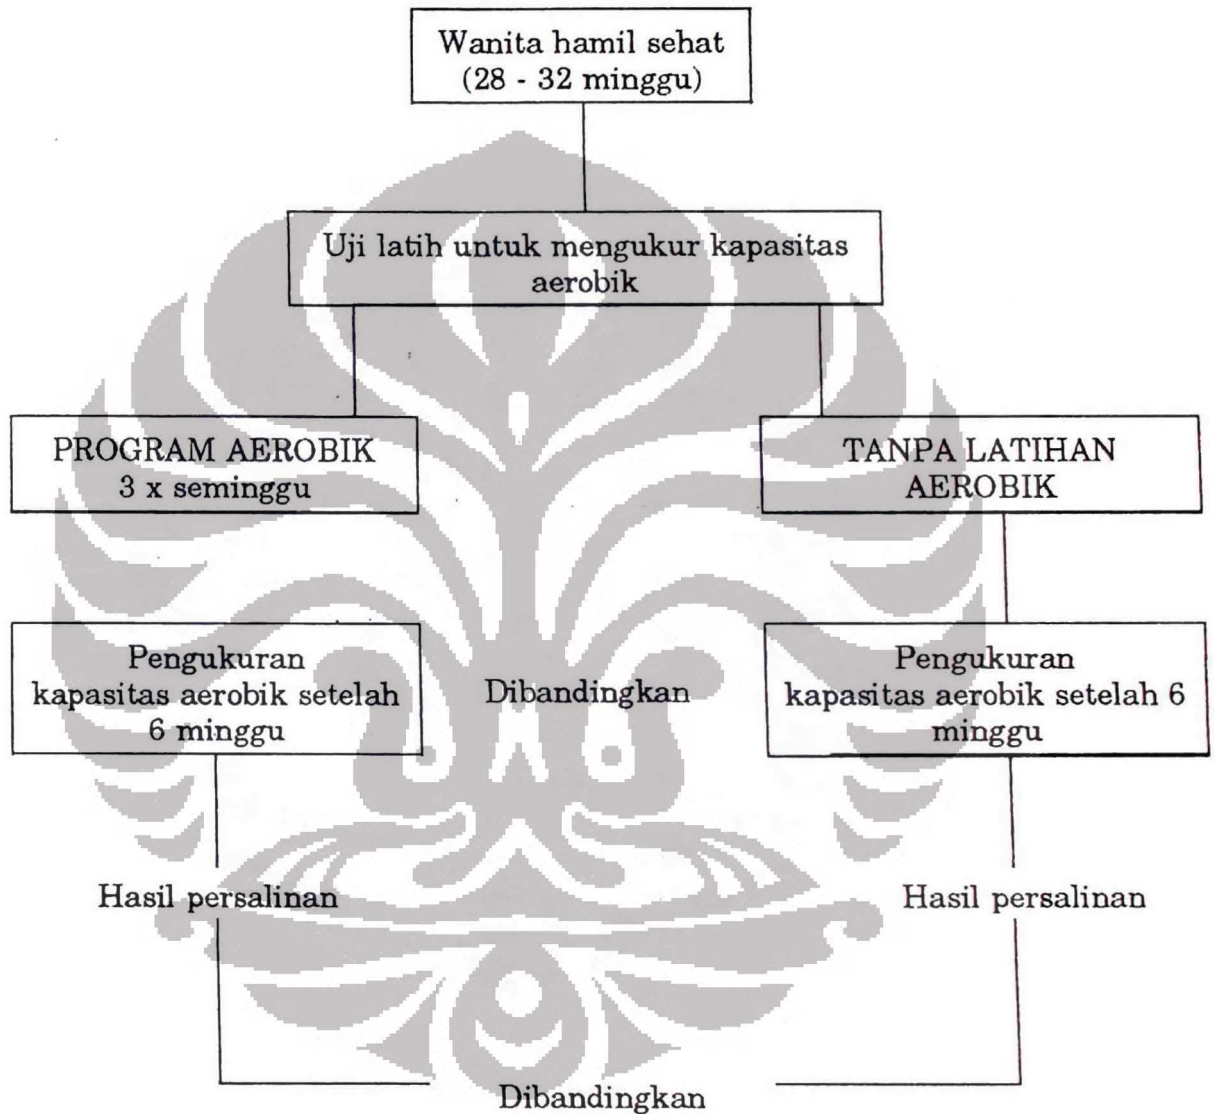 Wanita hamil sehat
(28 - 32 minggu)
Uji latih untuk mengukur kapasitas
aerobik
PROGRAM AEROBIK
3 x seminggu
TANPA LATIHAN
AEROBIK
Pengukuran
kapasitas aerobik setelah
6 minggu
Dibandingkan
Pengukuran
kapasitas aerobik setelah 6
minggu
Hasil persalinan
Hasil persalinan
Dibandingkan